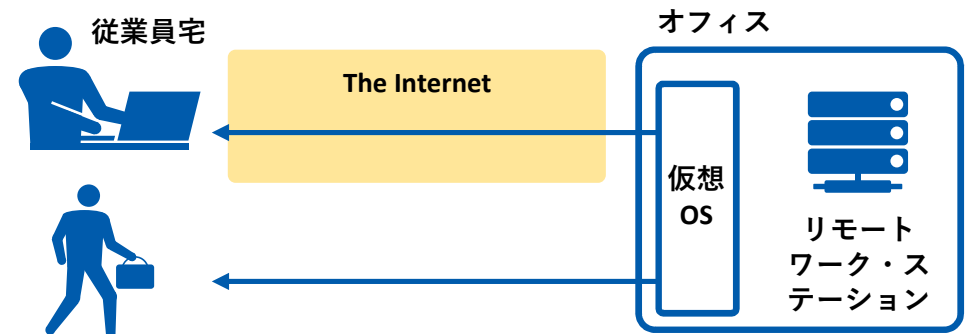 従業員宅
オフィス
The Internet
仮想
OS
リモート
ワーク・ス
テーション